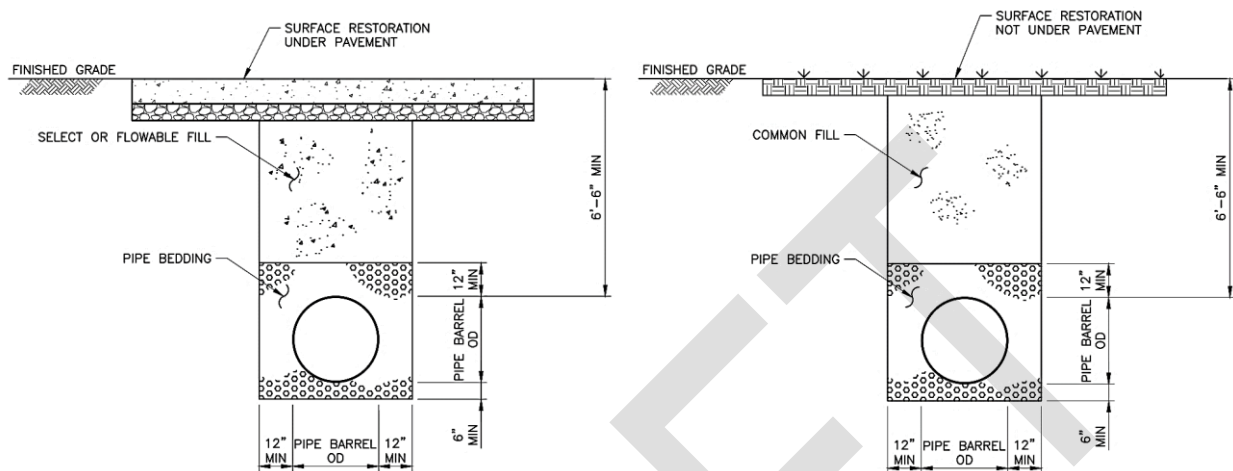 SURFACE RESTORATION
UNDER PAVEMENT
FINISHED GRADE
SELECT OR FLOWABLE FILL
PIPE BEDDING
12"
MIN
6'-6" MIN
PIPE BARREL
OD
6"
MIN
12"
MIN
PIPE BARREL
OD
12"
MIN
SURFACE RESTORATION
NOT UNDER PAVEMENT
FINISHED GRADE
COMMON FILL
PIPE BEDDING
12"
MIN
6'-6" MIN
PIPE BARREL
OD
6"
MIN
12"
MIN
PIPE BARREL
OD
12"
MIN